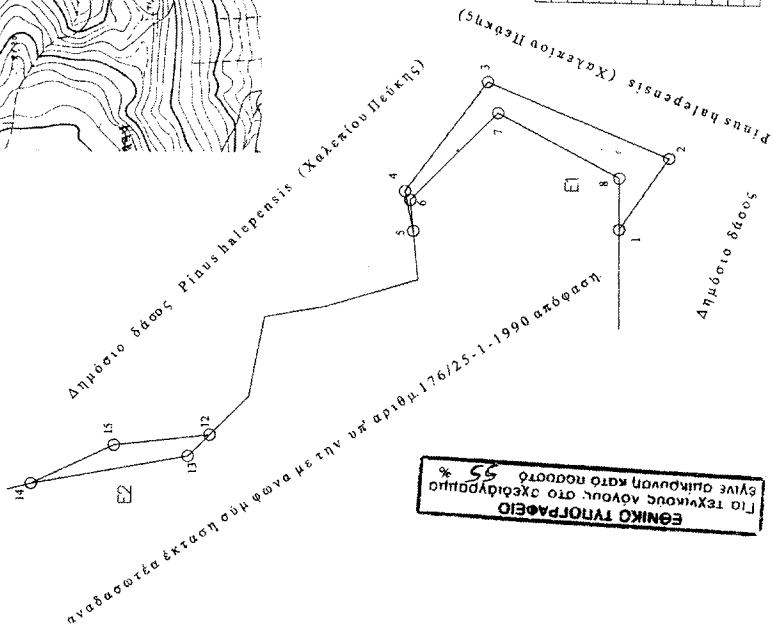 Δημόσιο δάσος Pinus halepensis (Χαλεπίου Πεύκης)
Pinus halepensis (Χαλεπίου Πεύκης)
Δημόσιο δάσος
αναδασωτέα έκταση σύμφωνα με την υπ' αριθμ. 176/25-1-1990 απόφαση
3
2
7
4
6
8
E1
5
1
15
12
14
E2
13
ΕΘΝΙΚΟ ΤΥΠΟΓΡΑΦΕΙΟ
Για τεχνικούς λόγους στο σχεδιάγραμμα
έγινε σμίκρυνση κατά ποσοστό 55 %